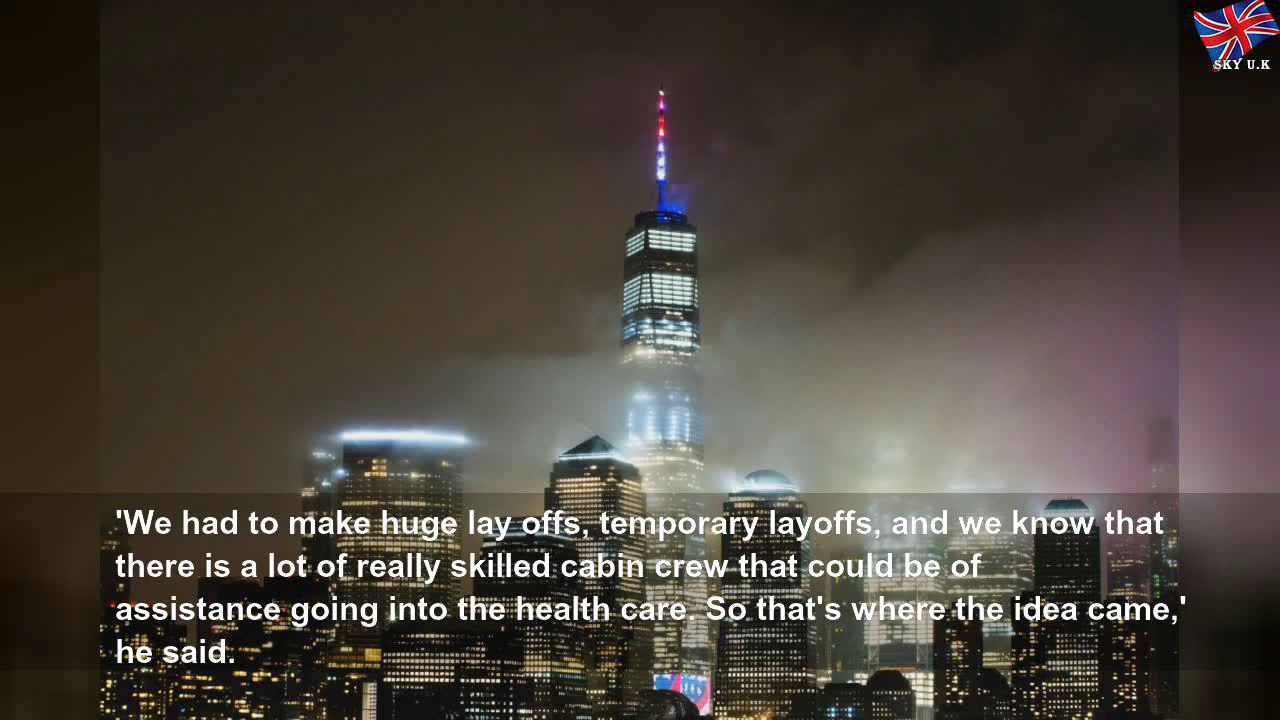 SKY U.K
'We had to make huge lay offs, temporary layoffs, and we know that
there is a lot of really skilled cabin crew that could be of
assistance going into the health care. So that's where the idea came,'
he said.